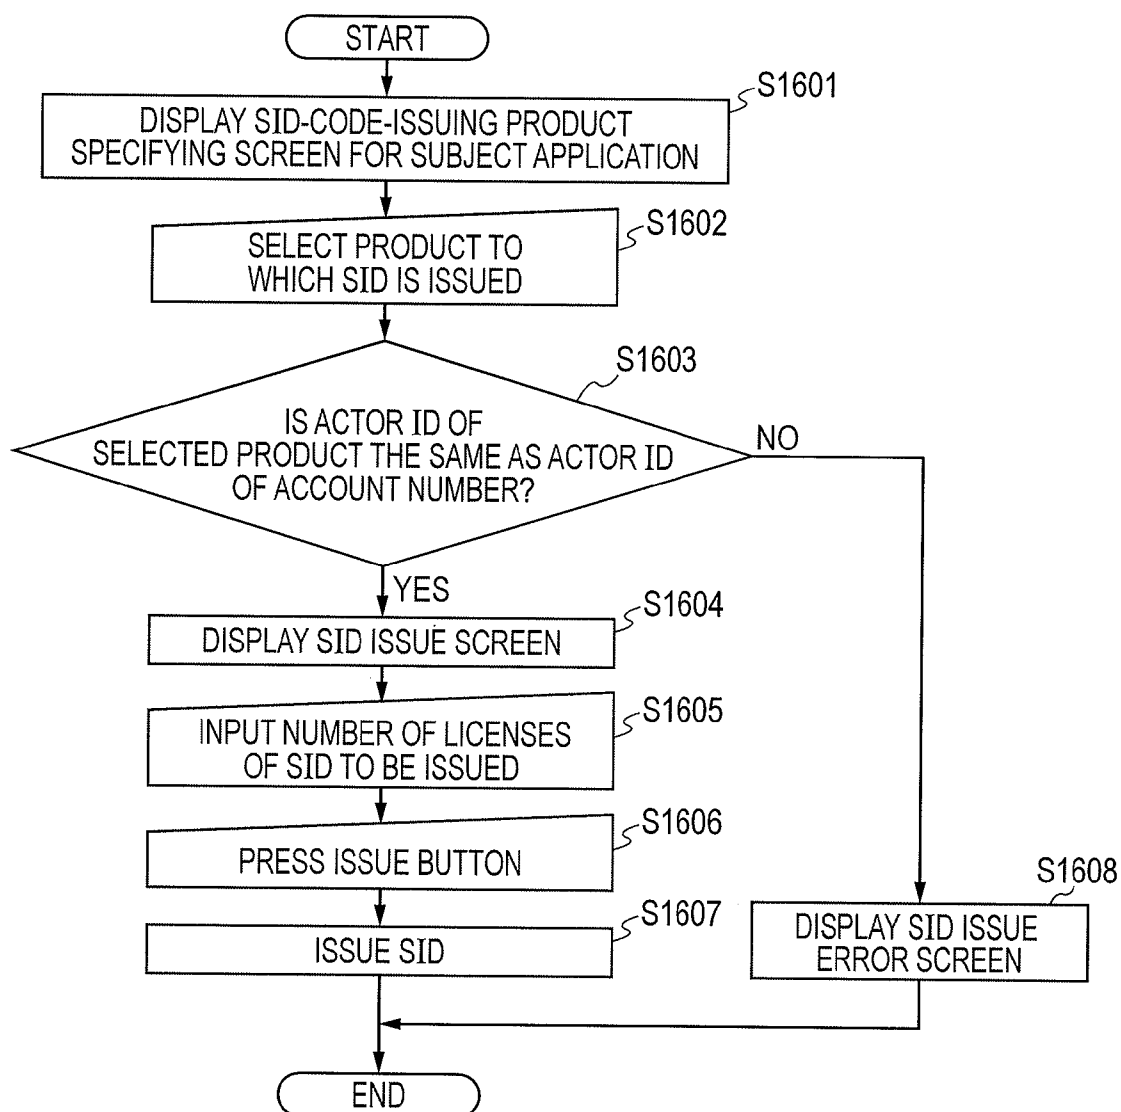 START
S1601
DISPLAY SID-CODE-ISSUING PRODUCT
SPECIFYING SCREEN FOR SUBJECT APPLICATION
S1602
SELECT PRODUCT TO
WHICH SID IS ISSUED
S1603
IS ACTOR ID OF
SELECTED PRODUCT THE SAME AS ACTOR ID
OF ACCOUNT NUMBER?
NO
YES
S1604
DISPLAY SID ISSUE SCREEN
S1605
INPUT NUMBER OF LICENSES
OF SID TO BE ISSUED
S1606
PRESS ISSUE BUTTON
S1607
ISSUE SID
S1608
DISPLAY SID ISSUE
ERROR SCREEN
END